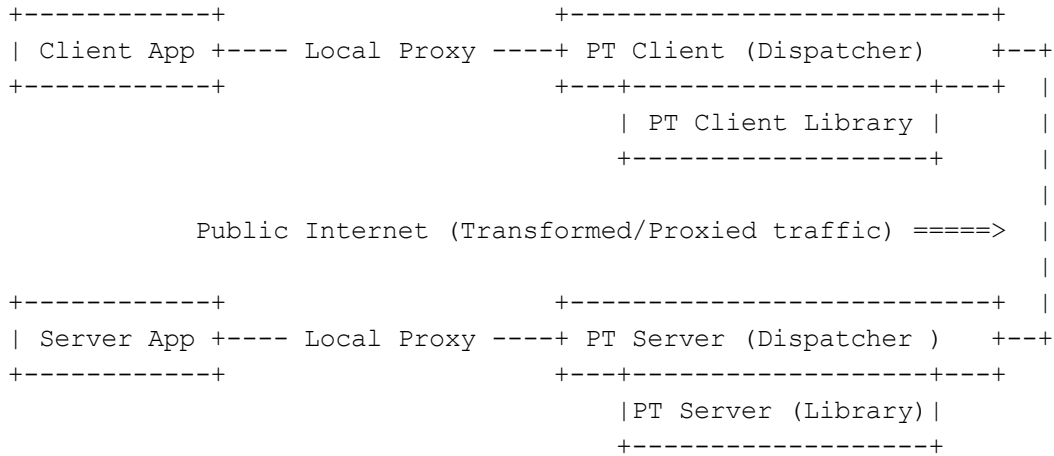 Client App Local Proxy PT Client (Dispatcher)
PT Client Library
Public Internet (Transformed/Proxied traffic) =====>
Server App Local Proxy PT Server (Dispatcher )
PT Server (Library)